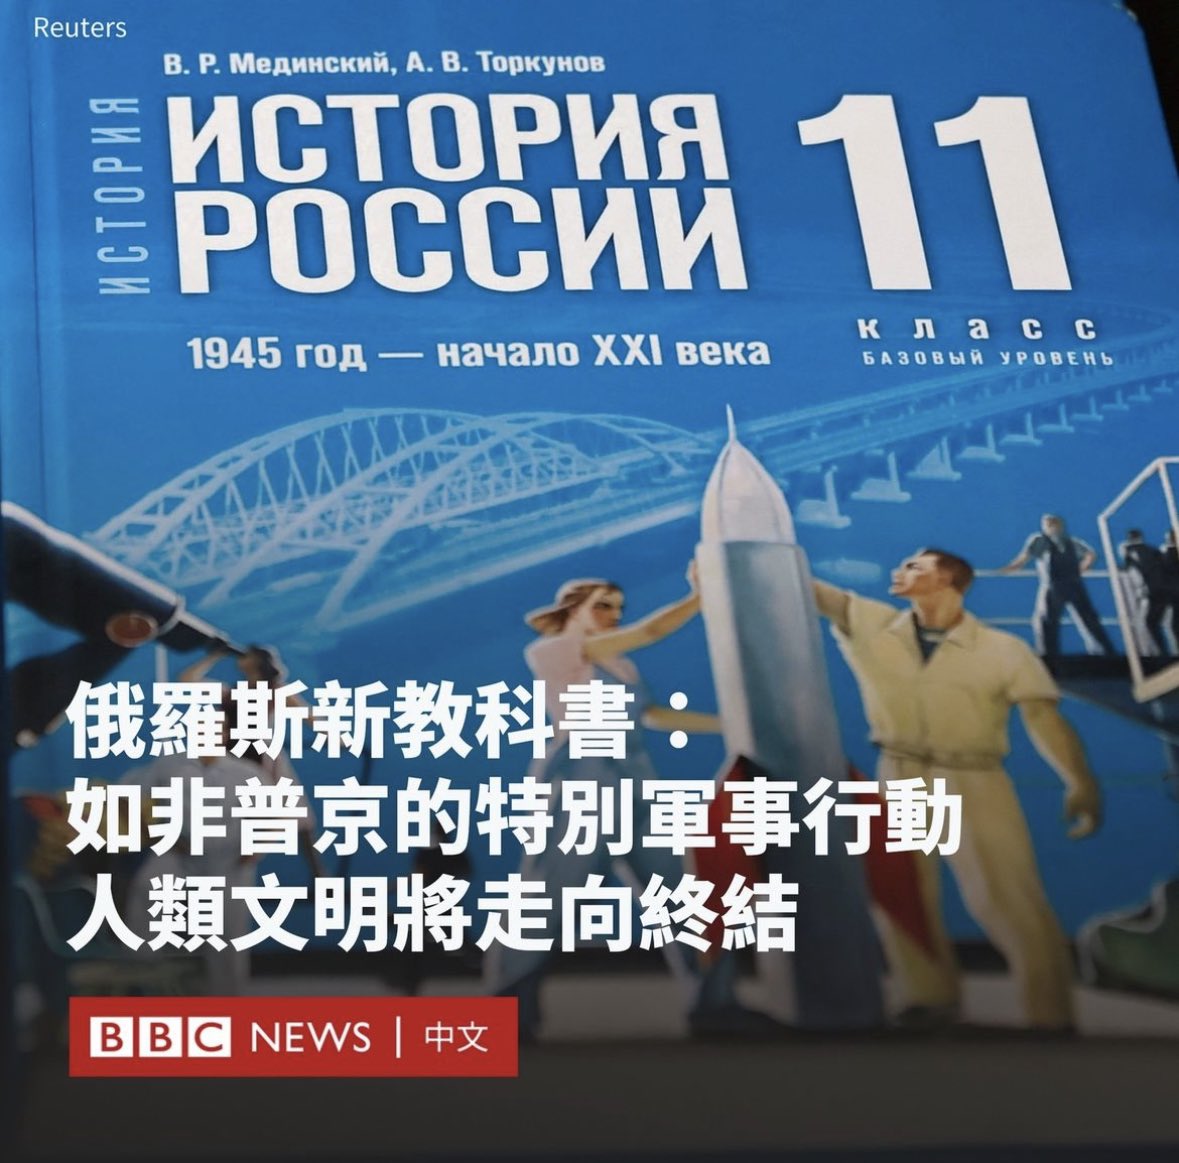 Reuters
В. Р. Мединский, А. В. Торкунов
ИСТОРИЯ
ИСТОРИЯ
РОССИИ
11
класс
БАЗОВЫЙ УРОВЕНЬ
1945 год — начало XXI века
俄羅斯新教科書：
如非普京的特別軍事行動
人類文明將走向終結
BBC NEWS | 中文